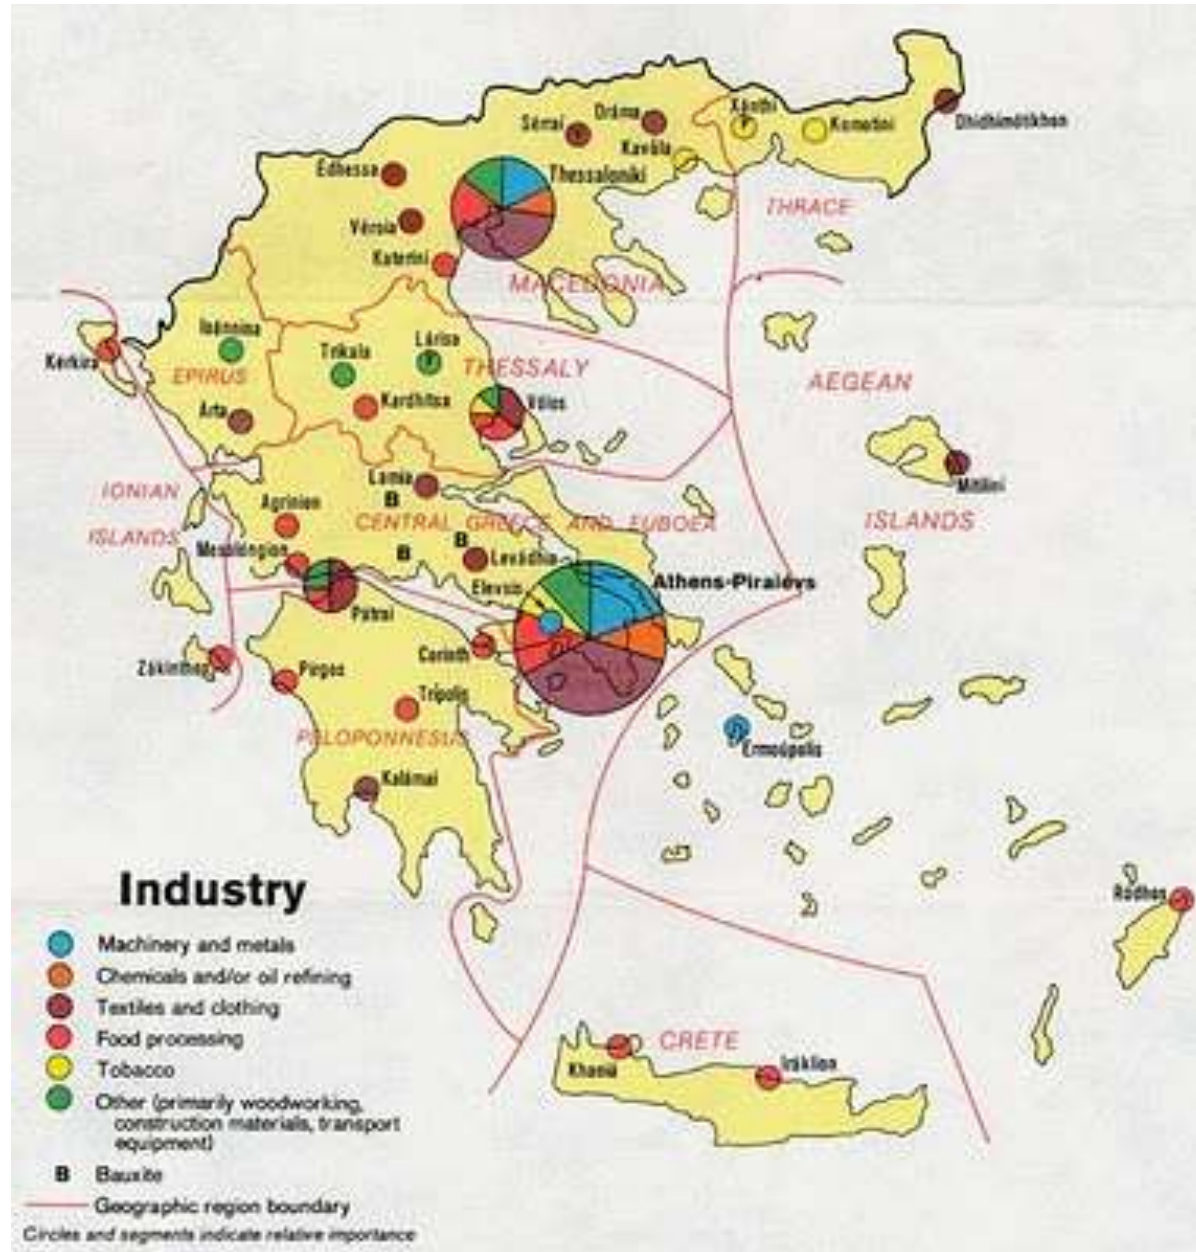 Dráma
Xánthi
Sérrai
Komotiní
Dhidhimótikhon
Kavála
Édhessa
Thessaloníki
THRACE
Véroia
Kateríni
MACEDONIA
Ioánnina
Lárisa
Kérkira
Tríkala
THESSALY
EPIRUS
AEGEAN
Kardhítsa
Vólos
Árta
Lamía
Mitilíni
IONIAN
B
Agrínion
ISLANDS
CENTRAL GREECE AND EUBOEA
ISLANDS
B
Mesolóngion
B
Levádhia
Elevsís
Athens-Piraiévs
Pátrai
Corinth
Zákinthos
Pírgos
Trípolis
PELOPONNESUS
Ermoúpolis
Kalámai
Industry
Ródhos
Machinery and metals
Chemicals and/or oil refining
Textiles and clothing
Food processing
CRETE
Khaniá
Iráklion
Tobacco
Other (primarily woodworking,
construction materials, transport
equipment)
B Bauxite
Geographic region boundary
Circles and segments indicate relative importance